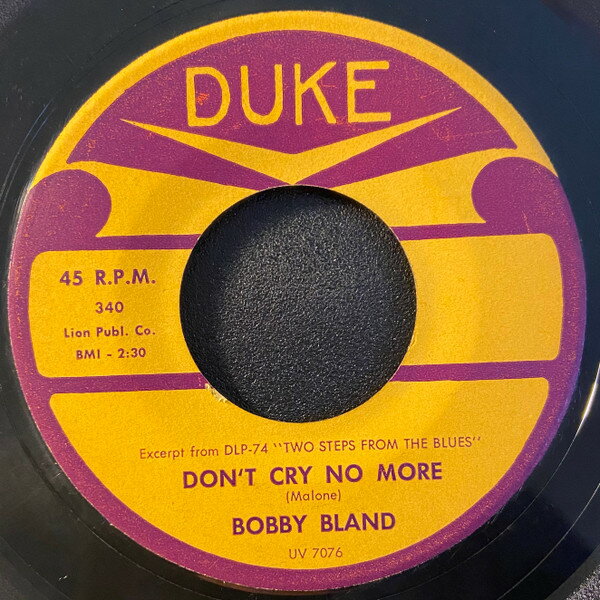 DUKE
45 R.P.M.
340
Lion Publ. Co.
BMI - 2:30
Excerpt from DLP-74 "TWO STEPS FROM THE BLUES"
DON'T CRY NO MORE
(Malone)
BOBBY BLAND
UV 7076